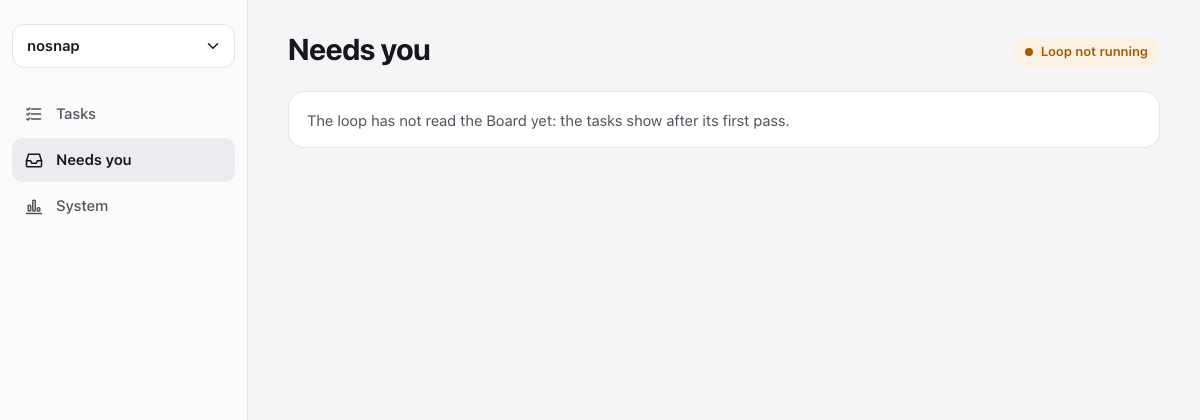 nosnap
Tasks
Needs you
System
Needs you
Loop not running
The loop has not read the Board yet: the tasks show after its first pass.